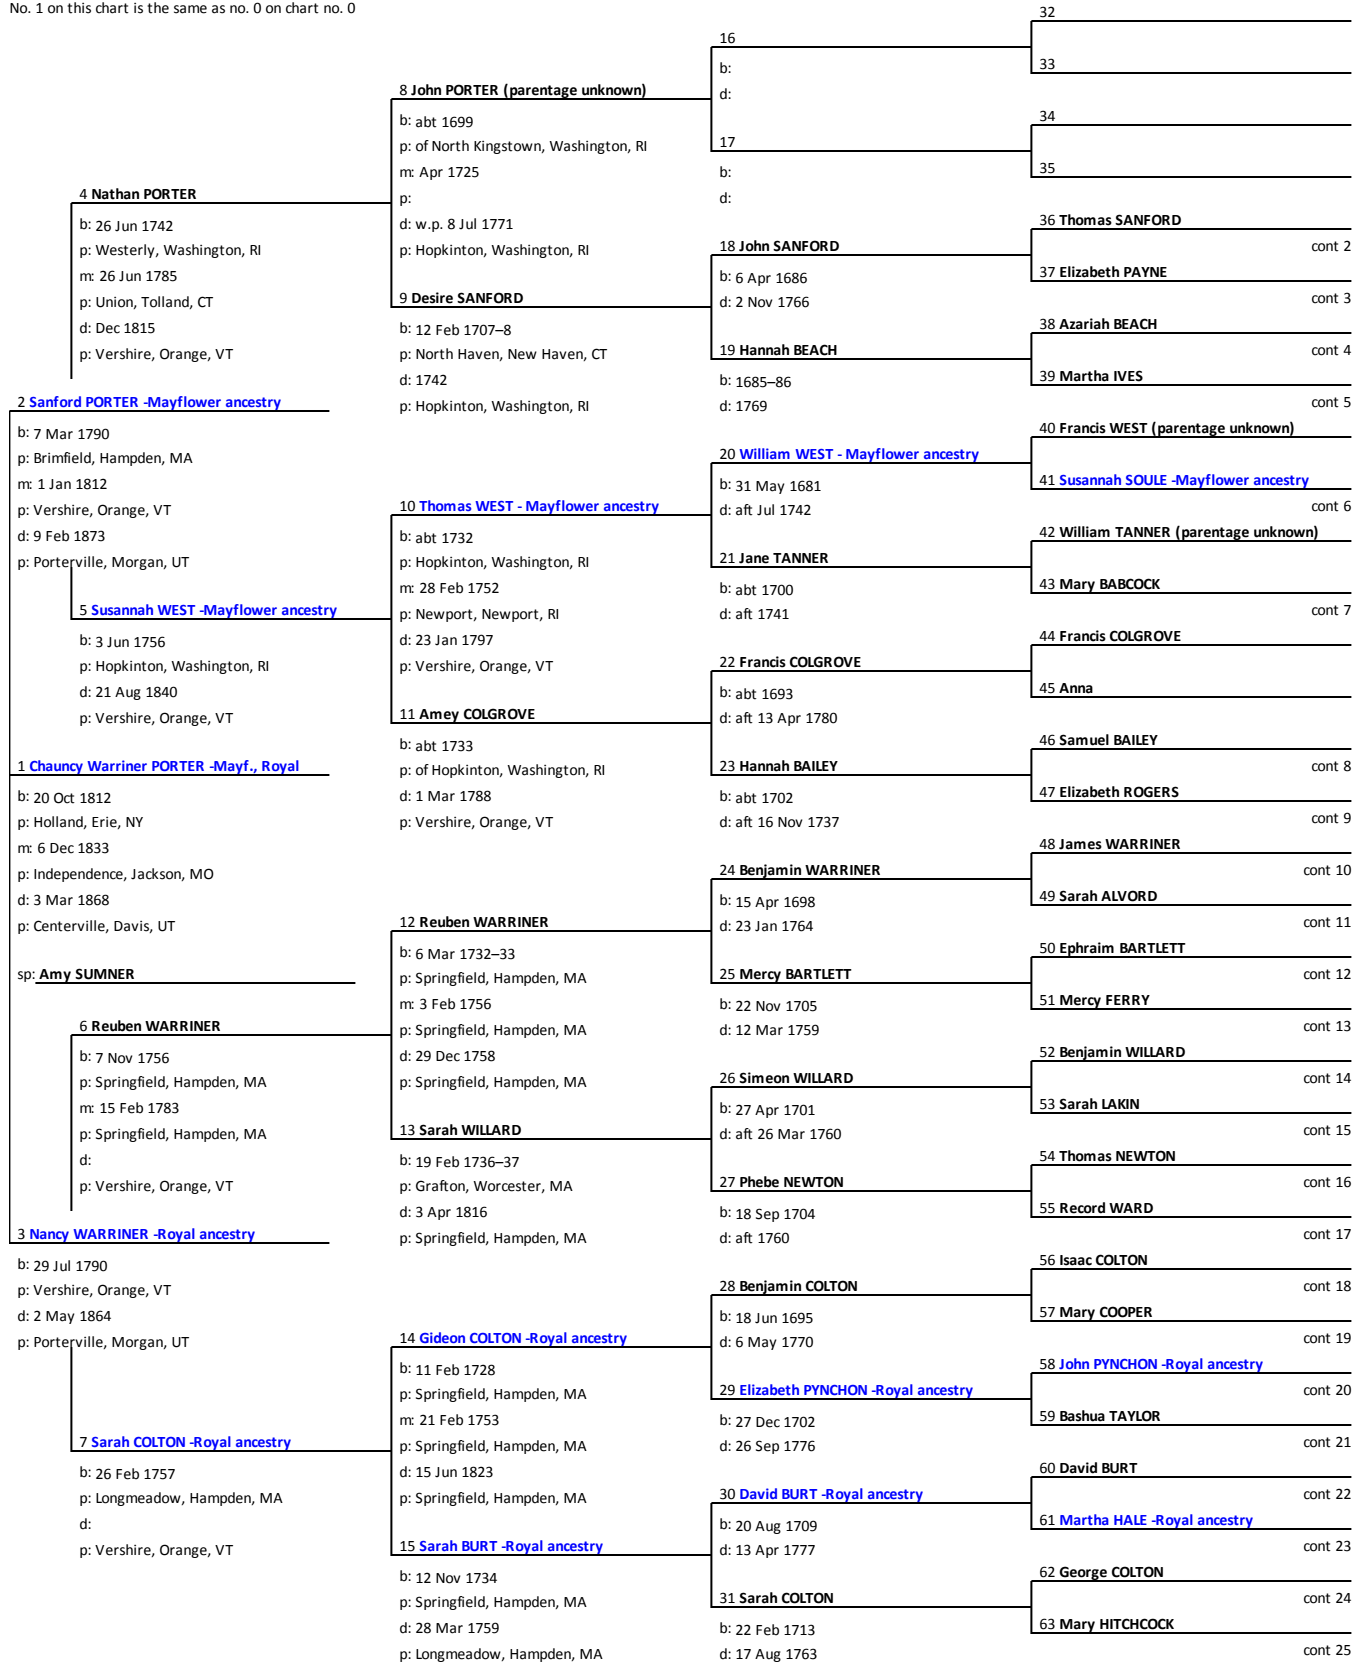 No. 1 on this chart is the same as no. 0 on chart no. 0
1 Chauncy Warriner PORTER -Mayf., Royal
b: 20 Oct 1812
p: Holland, Erie, NY
m: 6 Dec 1833
p: Independence, Jackson, MO
d: 3 Mar 1868
p: Centerville, Davis, UT
sp: Amy SUMNER
2 Sanford PORTER -Mayflower ancestry
b: 7 Mar 1790
p: Brimfield, Hampden, MA
m: 1 Jan 1812
p: Vershire, Orange, VT
d: 9 Feb 1873
p: Porterville, Morgan, UT
3 Nancy WARRINER -Royal ancestry
b: 29 Jul 1790
p: Vershire, Orange, VT
d: 2 May 1864
p: Porterville, Morgan, UT
4 Nathan PORTER
b: 26 Jun 1742
p: Westerly, Washington, RI
m: 26 Jun 1785
p: Union, Tolland, CT
d: Dec 1815
p: Vershire, Orange, VT
5 Susannah WEST -Mayflower ancestry
b: 3 Jun 1756
p: Hopkinton, Washington, RI
d: 21 Aug 1840
p: Vershire, Orange, VT
6 Reuben WARRINER
b: 7 Nov 1756
p: Springfield, Hampden, MA
m: 15 Feb 1783
p: Springfield, Hampden, MA
d:
p: Vershire, Orange, VT
7 Sarah COLTON -Royal ancestry
b: 26 Feb 1757
p: Longmeadow, Hampden, MA
d:
p: Vershire, Orange, VT
8 John PORTER (parentage unknown)
b: abt 1699
p: of North Kingstown, Washington, RI
m: Apr 1725
p:
d: w.p. 8 Jul 1771
p: Hopkinton, Washington, RI
9 Desire SANFORD
b: 12 Feb 1707–8
p: North Haven, New Haven, CT
d: 1742
p: Hopkinton, Washington, RI
10 Thomas WEST - Mayflower ancestry
b: abt 1732
p: Hopkinton, Washington, RI
m: 28 Feb 1752
p: Newport, Newport, RI
d: 23 Jan 1797
p: Vershire, Orange, VT
11 Amey COLGROVE
b: abt 1733
p: of Hopkinton, Washington, RI
d: 1 Mar 1788
p: Vershire, Orange, VT
12 Reuben WARRINER
b: 6 Mar 1732–33
p: Springfield, Hampden, MA
m: 3 Feb 1756
p: Springfield, Hampden, MA
d: 29 Dec 1758
p: Springfield, Hampden, MA
13 Sarah WILLARD
b: 19 Feb 1736–37
p: Grafton, Worcester, MA
d: 3 Apr 1816
p: Springfield, Hampden, MA
14 Gideon COLTON -Royal ancestry
b: 11 Feb 1728
p: Springfield, Hampden, MA
m: 21 Feb 1753
p: Springfield, Hampden, MA
d: 15 Jun 1823
p: Springfield, Hampden, MA
15 Sarah BURT -Royal ancestry
b: 12 Nov 1734
p: Springfield, Hampden, MA
d: 28 Mar 1759
p: Longmeadow, Hampden, MA
16
b:
d:
17
b:
d:
18 John SANFORD
b: 6 Apr 1686
d: 2 Nov 1766
19 Hannah BEACH
b: 1685–86
d: 1769
20 William WEST - Mayflower ancestry
b: 31 May 1681
d: aft Jul 1742
21 Jane TANNER
b: abt 1700
d: aft 1741
22 Francis COLGROVE
b: abt 1693
d: aft 13 Apr 1780
23 Hannah BAILEY
b: abt 1702
d: aft 16 Nov 1737
24 Benjamin WARRINER
b: 15 Apr 1698
d: 23 Jan 1764
25 Mercy BARTLETT
b: 22 Nov 1705
d: 12 Mar 1759
26 Simeon WILLARD
b: 27 Apr 1701
d: aft 26 Mar 1760
27 Phebe NEWTON
b: 18 Sep 1704
d: aft 1760
28 Benjamin COLTON
b: 18 Jun 1695
d: 6 May 1770
29 Elizabeth PYNCHON -Royal ancestry
b: 27 Dec 1702
d: 26 Sep 1776
30 David BURT -Royal ancestry
b: 20 Aug 1709
d: 13 Apr 1777
31 Sarah COLTON
b: 22 Feb 1713
d: 17 Aug 1763
32
33
34
35
36 Thomas SANFORD
cont 2
37 Elizabeth PAYNE
cont 3
38 Azariah BEACH
cont 4
39 Martha IVES
cont 5
40 Francis WEST (parentage unknown)
41 Susannah SOULE -Mayflower ancestry
cont 6
42 William TANNER (parentage unknown)
43 Mary BABCOCK
cont 7
44 Francis COLGROVE
45 Anna
46 Samuel BAILEY
cont 8
47 Elizabeth ROGERS
cont 9
48 James WARRINER
cont 10
49 Sarah ALVORD
cont 11
50 Ephraim BARTLETT
cont 12
51 Mercy FERRY
cont 13
52 Benjamin WILLARD
cont 14
53 Sarah LAKIN
cont 15
54 Thomas NEWTON
cont 16
55 Record WARD
cont 17
56 Isaac COLTON
cont 18
57 Mary COOPER
cont 19
58 John PYNCHON -Royal ancestry
cont 20
59 Bashua TAYLOR
cont 21
60 David BURT
cont 22
61 Martha HALE -Royal ancestry
cont 23
62 George COLTON
cont 24
63 Mary HITCHCOCK
cont 25